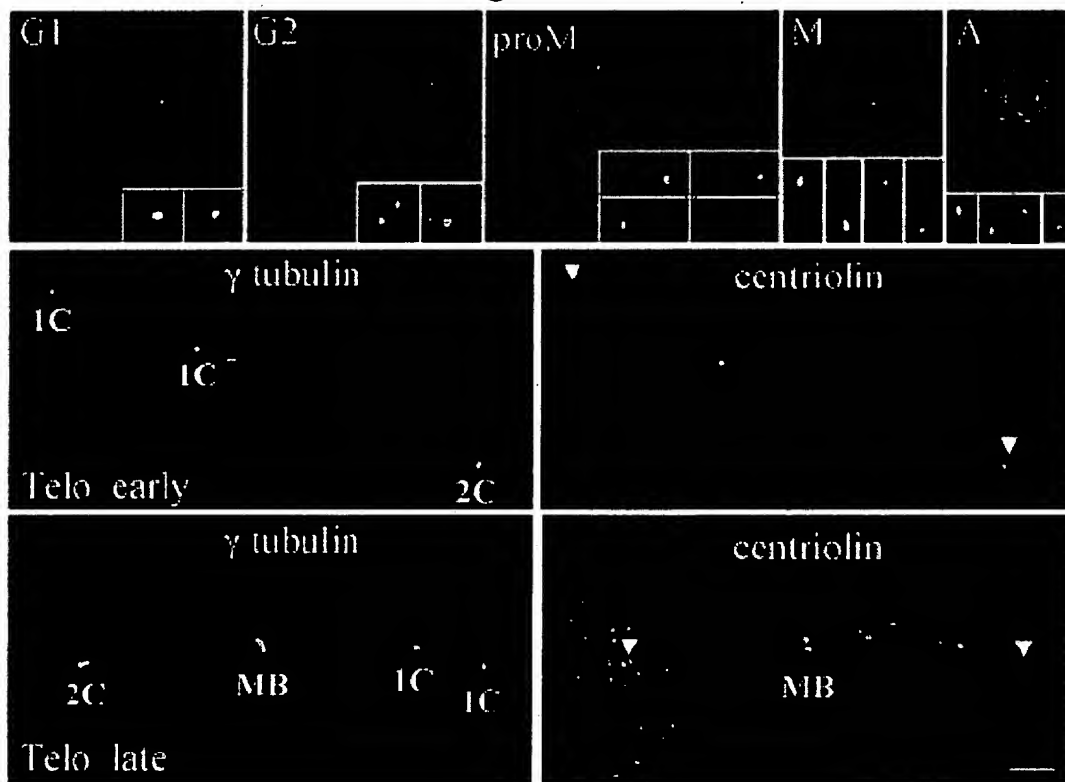 G1 G2 proM M A
γ tubulin centriolin
1C
1C
Telo early 2C
γ tubulin centriolin
2C MB 1C 1C MB
Telo late